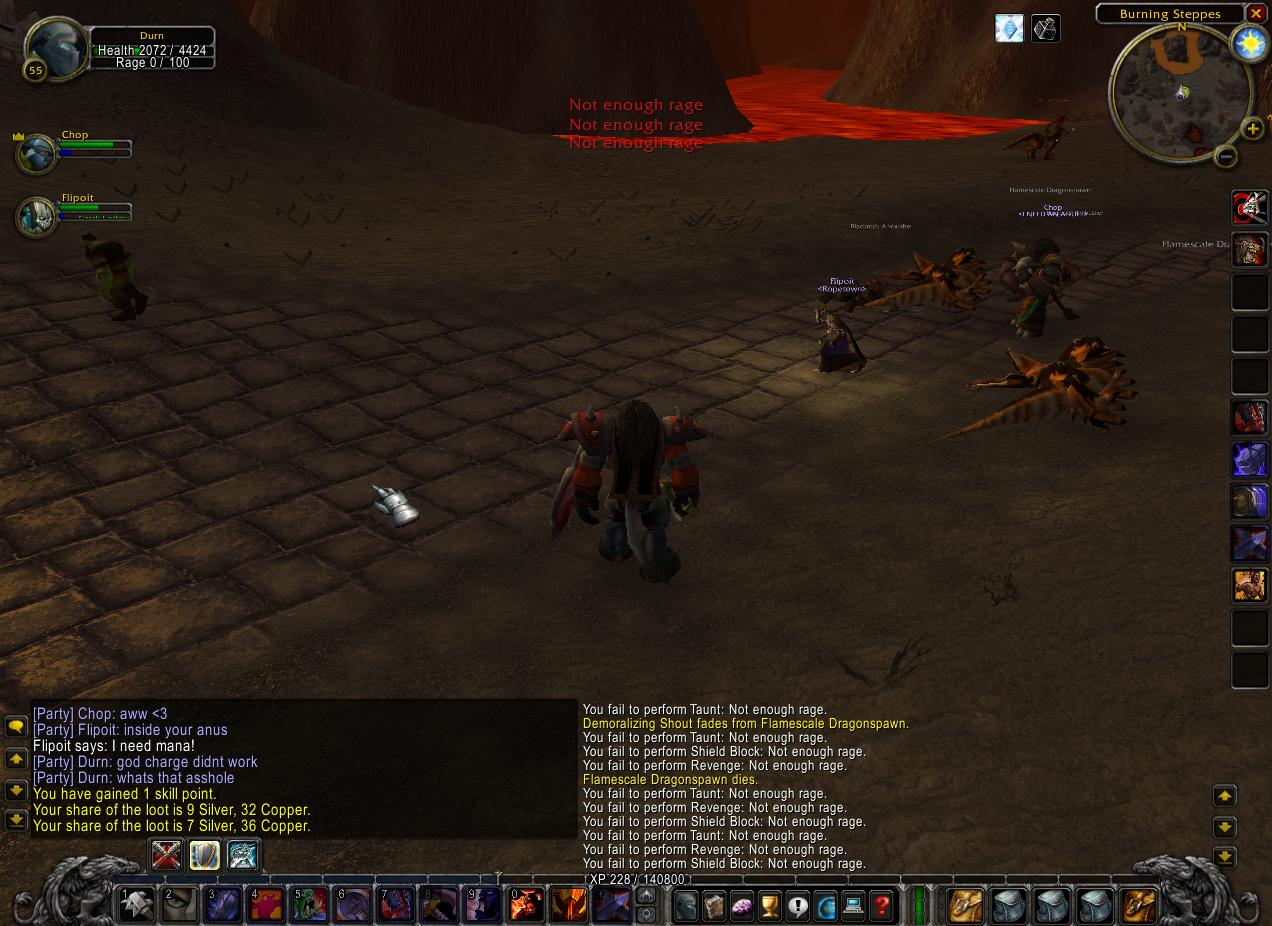 Durn
Health 2072 / 4424
Rage 0 / 100
55
Burning Steppes
N
Chop
Flipoit
Not enough rage
Not enough rage
Not enough rage
Flamescale Dragonspawn
Chop
Blackrock Ambusher
Flamescale Dra
Flipoit
<Ropetown>
[Party] Chop: aww <3
[Party] Flipoit: inside your anus
Flipoit says: I need mana!
[Party] Durn: god charge didnt work
[Party] Durn: whats that asshole
You have gained 1 skill point.
Your share of the loot is 9 Silver, 32 Copper.
Your share of the loot is 7 Silver, 36 Copper.
You fail to perform Taunt: Not enough rage.
Demoralizing Shout fades from Flamescale Dragonspawn.
You fail to perform Taunt: Not enough rage.
You fail to perform Shield Block: Not enough rage.
You fail to perform Revenge: Not enough rage.
Flamescale Dragonspawn dies.
You fail to perform Taunt: Not enough rage.
You fail to perform Revenge: Not enough rage.
You fail to perform Shield Block: Not enough rage.
You fail to perform Taunt: Not enough rage.
You fail to perform Revenge: Not enough rage.
You fail to perform Shield Block: Not enough rage.
XP 228 / 140800
1 2 3 4 5 6 7 8 9 0 - =